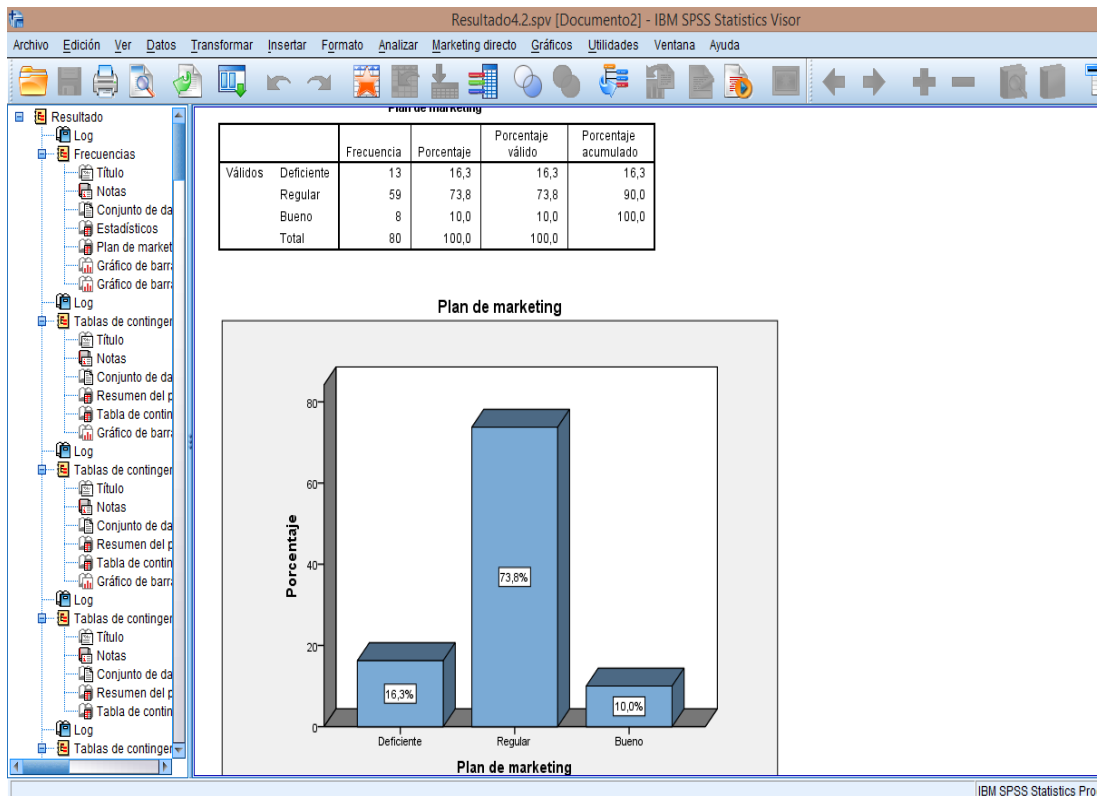 Resultado4.2.spv [Documento2] - IBM SPSS Statistics Visor
Archivo Edición Ver Datos Transformar Insertar Formato Analizar Marketing directo Gráficos Utilidades Ventana Ayuda
Resultado
Log
Frecuencias
Título
Notas
Conjunto de da
Estadísticos
Plan de market
Gráfico de barra
Gráfico de barra
Log
Tablas de continger
Título
Notas
Conjunto de da
Resumen del p
Tabla de contin
Gráfico de barra
Log
Tablas de continger
Título
Notas
Conjunto de da
Resumen del p
Tabla de contin
Gráfico de barra
Log
Tablas de continger
Título
Notas
Conjunto de da
Resumen del p
Tabla de contin
Log
Tablas de continger
Plan de marketing
Frecuencia Porcentaje Porcentaje válido Porcentaje acumulado
Válidos Deficiente 13 16,3 16,3 16,3
Regular 59 73,8 73,8 90,0
Bueno 8 10,0 10,0 100,0
Total 80 100,0 100,0
Plan de marketing
Porcentaje
80
60
40
20
0
73,8%
16,3%
10,0%
Deficiente Regular Bueno
Plan de marketing
IBM SPSS Statistics Pro